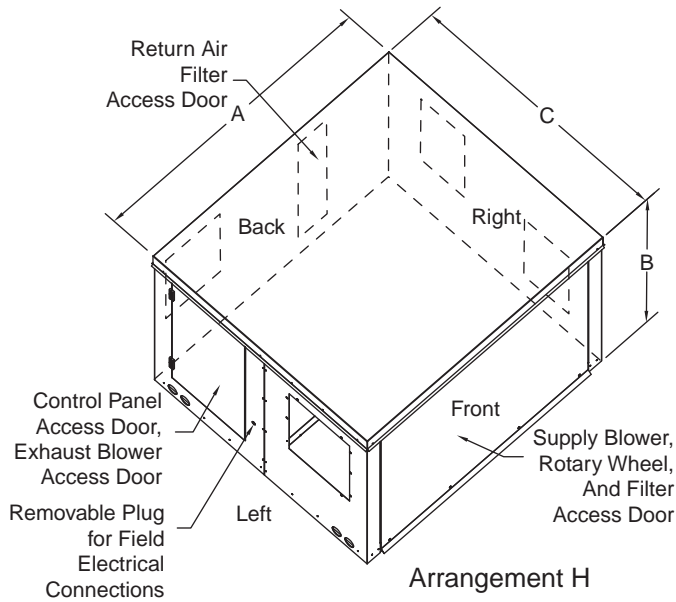 Return Air
Filter
Access Door
A
C
Back
Right
B
Control Panel
Access Door,
Exhaust Blower
Access Door
Front
Supply Blower,
Rotary Wheel,
And Filter
Access Door
Removable Plug
for Field
Electrical
Connections
Left
Arrangement H